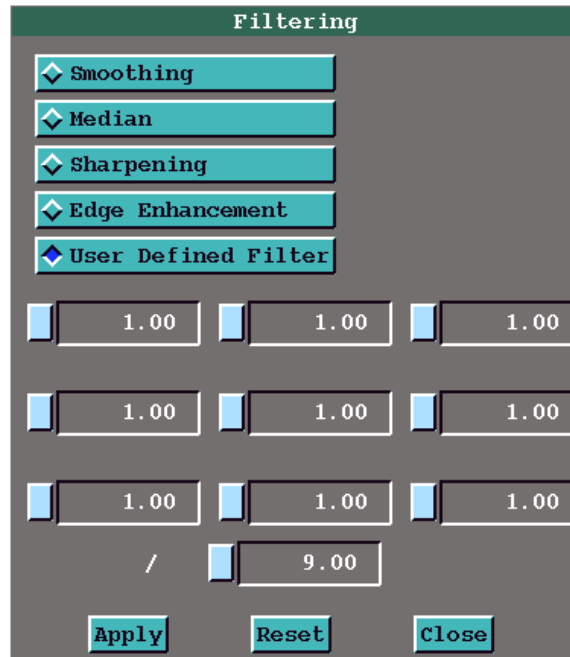 Filtering
Smoothing
Median
Sharpening
Edge Enhancement
User Defined Filter
1.00 1.00 1.00
1.00 1.00 1.00
1.00 1.00 1.00
/ 9.00
Apply Reset Close